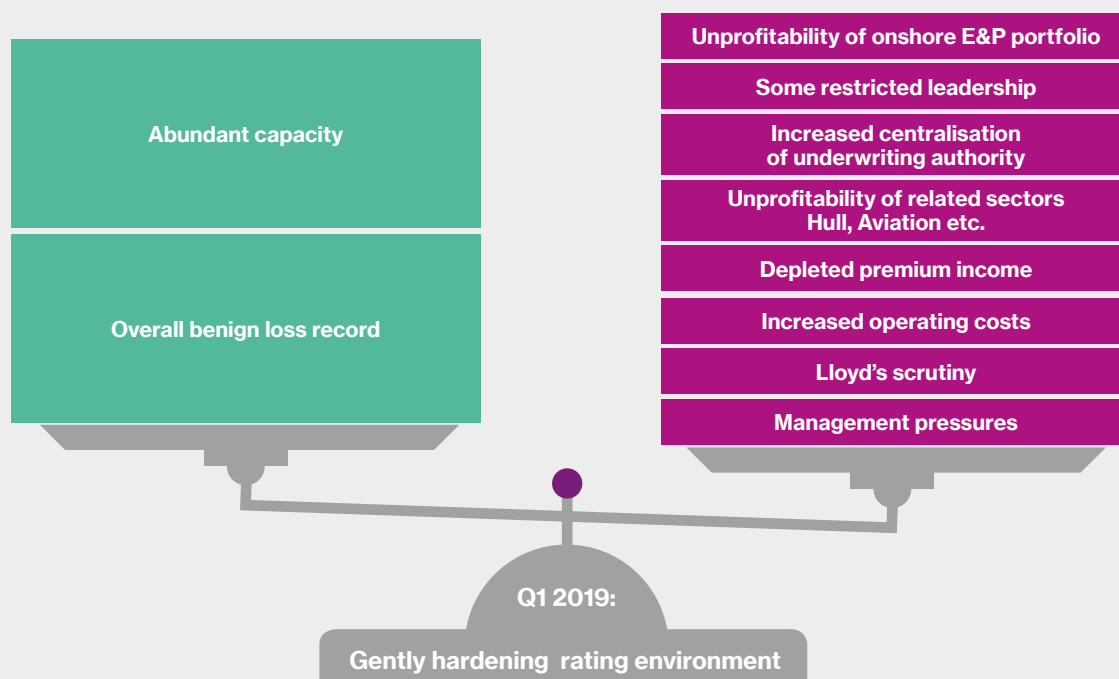 Abundant capacity
Overall benign loss record
Unprofitability of onshore E&P portfolio
Some restricted leadership
Increased centralisation
of underwriting authority
Unprofitability of related sectors
Hull, Aviation etc.
Depleted premium income
Increased operating costs
Lloyd’s scrutiny
Management pressures
Q1 2019:
Gently hardening rating environment